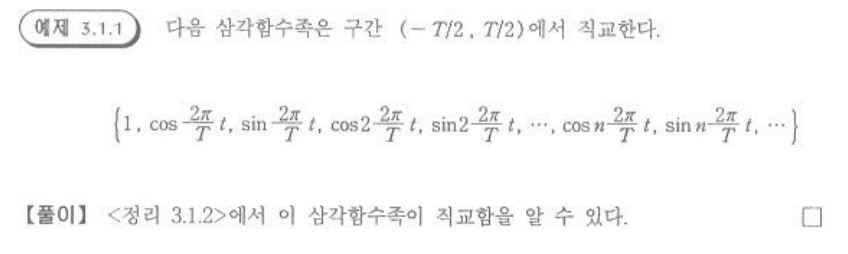 예제 3.1.1 다음 삼각함수족은 구간 (− T/2, T/2)에서 직교한다.
{1, cos 2π/T t, sin 2π/T t, cos2 2π/T t, sin2 2π/T t, ⋯, cos n 2π/T t, sin n 2π/T t, ⋯}
【풀이】 <정리 3.1.2>에서 이 삼각함수족이 직교함을 알 수 있다. □